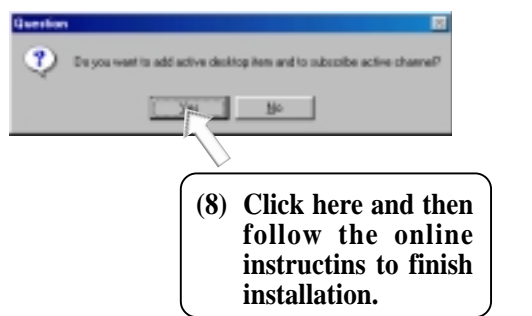 Question
Do you want to add active desktop item and to subscribe active channel?
Yes
No
(8) Click here and then
follow the online
instructins to finish
installation.